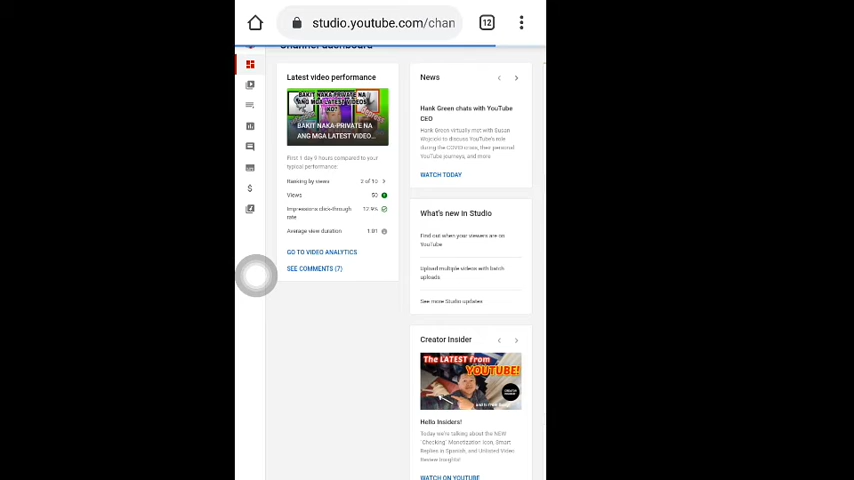 studio.youtube.com/chan
12
Channel dashboard
Latest video performance
BAKIT NAKA-PRIVATE NA
ANG MGA LATEST VIDEOS
KO?
BAKIT NAKA-PRIVATE NA
ANG MGA LATEST VIDEO...
First 1 day 9 hours compared to your
typical performance:
Ranking by views
2 of 10
Views
50
Impressions click-through
rate
12.9%
Average view duration
1:01
GO TO VIDEO ANALYTICS
SEE COMMENTS (7)
News
Hank Green chats with YouTube
CEO
Hank Green virtually met with Susan
Wojcicki to discuss YouTube's role
during the COVID crisis, their personal
YouTube journeys, and more
WATCH TODAY
What's new in Studio
Find out when your viewers are on
YouTube
Upload multiple videos with batch
uploads
See more Studio updates
Creator Insider
The LATEST from
YOUTUBE!
Hello Insiders!
Today we're talking about the NEW
"Checking" Monetization Icon, Smart
Replies in Spanish, and Unlisted Video
Review Insights!
WATCH ON YOUTUBE